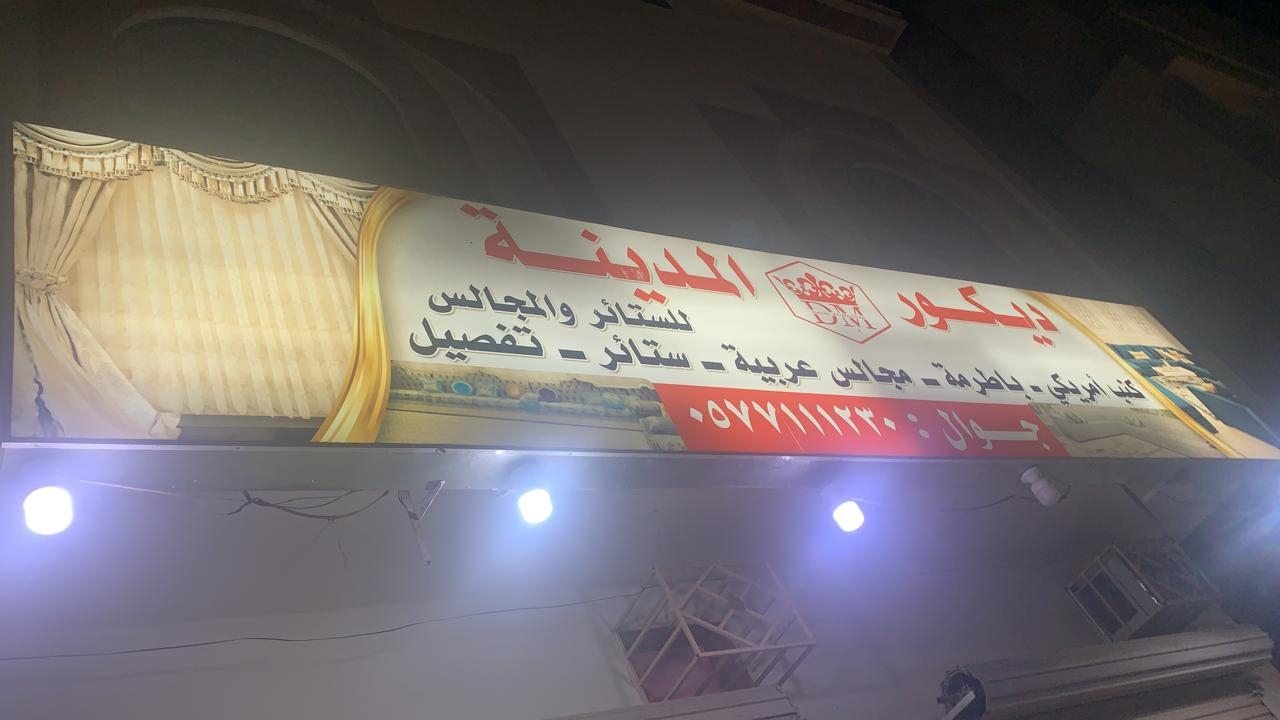 ديكور المدينة
للستائر والمجالس
كنب أمريكي - باطرمة - مجالس عربية - ستائر - تفصيل
جوال : ٠٥٧٧١١١٢٣٠